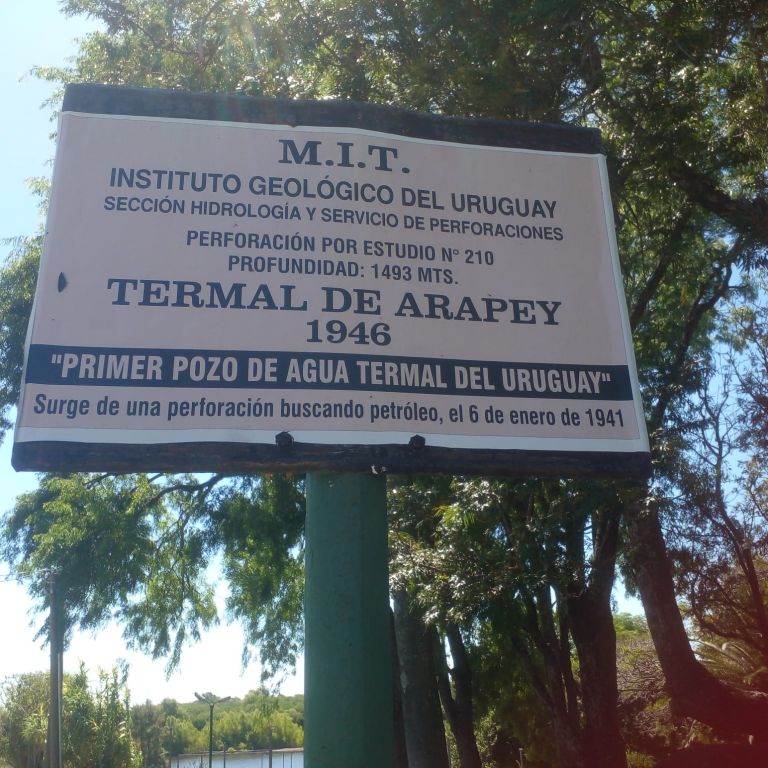 M.I.T.
INSTITUTO GEOLÓGICO DEL URUGUAY
SECCIÓN HIDROLOGÍA Y SERVICIO DE PERFORACIONES
PERFORACIÓN POR ESTUDIO N° 210
PROFUNDIDAD: 1493 MTS.
TERMAL DE ARAPEY
1946
"PRIMER POZO DE AGUA TERMAL DEL URUGUAY"
Surge de una perforación buscando petróleo, el 6 de enero de 1941